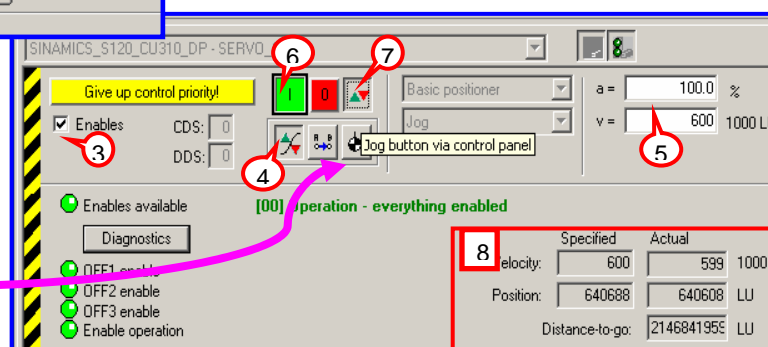 SINAMICS_S120_CU310_DP - SERVO_
6
7
Give up control priority!
I
0
Basic positioner
a =
100.0
%
Enables
CDS:
0
Jog
v =
600
1000 L
3
DDS:
0
4
Jog button via control panel
5
Enables available
[00] Operation - everything enabled
Diagnostics
8
Specified
Actual
OFF1 enable
Velocity:
600
599
1000
OFF2 enable
Position:
640688
640608
LU
OFF3 enable
Enable operation
Distance-to-go:
2146841959
LU